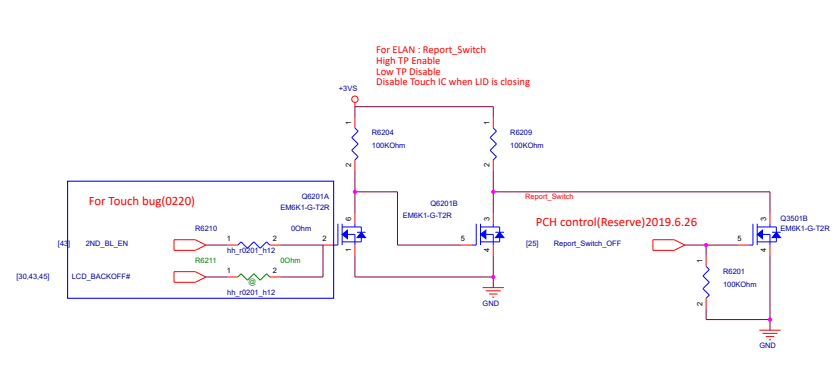 For ELAN : Report_Switch
High TP Enable
Low TP Disable
Disable Touch IC when LID is closing
+3VS
1
R6204
100KOhm
2
1
R6209
100KOhm
2
For Touch bug(0220)
Q6201A
EM6K1-G-T2R
Q6201B
EM6K1-G-T2R
Report_Switch
Q3501B
EM6K1-G-T2R
PCH control(Reserve)2019.6.26
R6210
0Ohm
6
3
3
[43]
2ND_BL_EN
1
2
2
hh_r0201_h12
1
5
4
[25]
Report_Switch_OFF
5
4
R6211
0Ohm
[30,43,45]
LCD_BACKOFF#
1
2
@
hh_r0201_h12
1
R6201
100KOhm
2
GND
GND